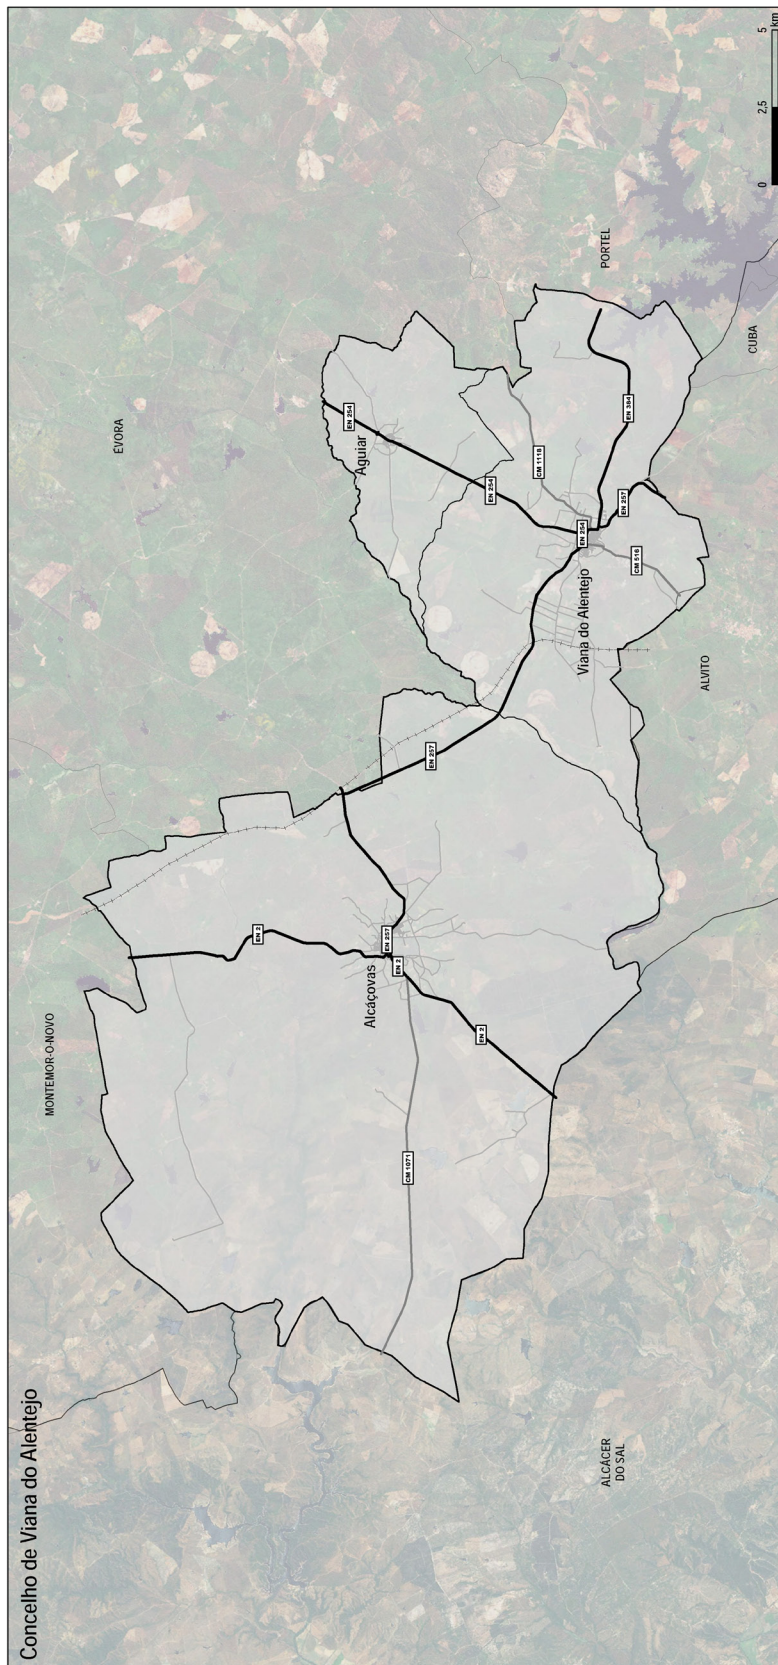 Concelho de Viana do Alentejo
MONTEMOR-O-NOVO
ÉVORA
EN 2
EN 254
Aguiar
Alcáçovas
EN 257
EN 2
CM 1071
EN 2
EN 257
EN 254
CM 1118
EN 254
Viana do Alentejo
EN 384
EN 257
CM 516
PORTEL
ALCÁCER
DO SAL
ALVITO
CUBA
0
2,5
5
km